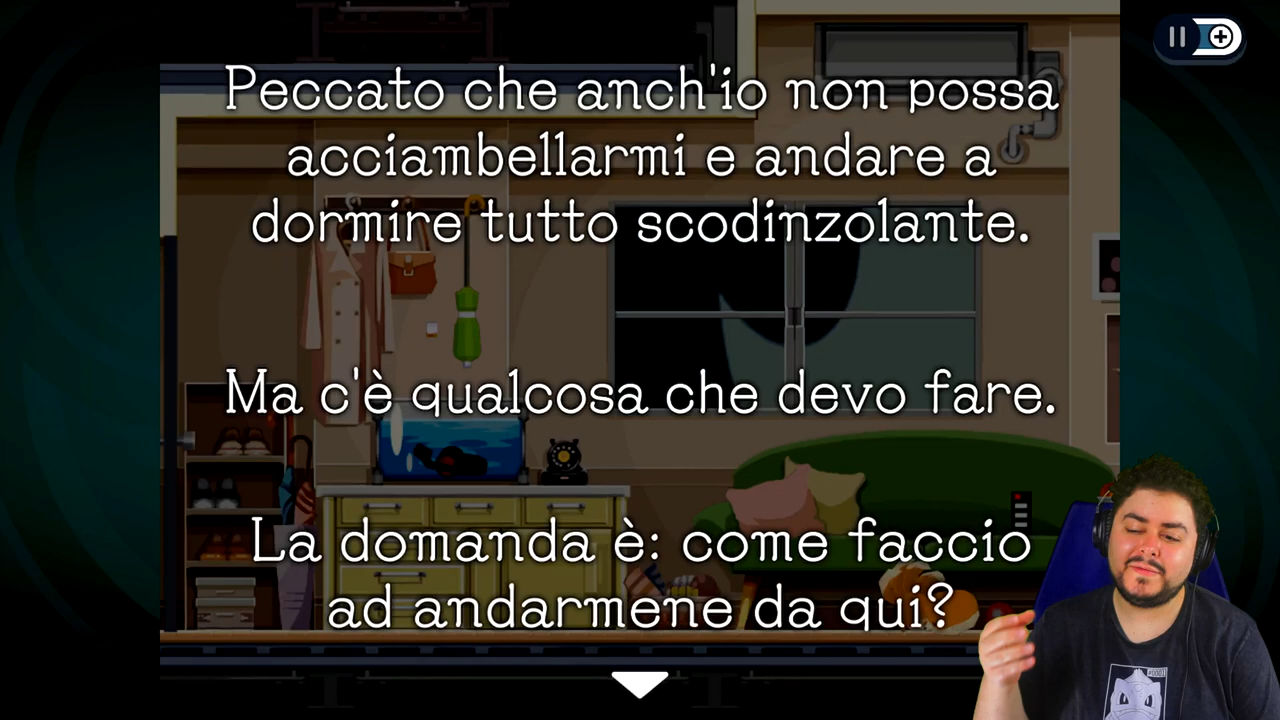 Peccato che anch'io non possa
acciambellarmi e andare a
dormire tutto scodinzolante.
Ma c'è qualcosa che devo fare.
La domanda è: come faccio
ad andarmene da qui?